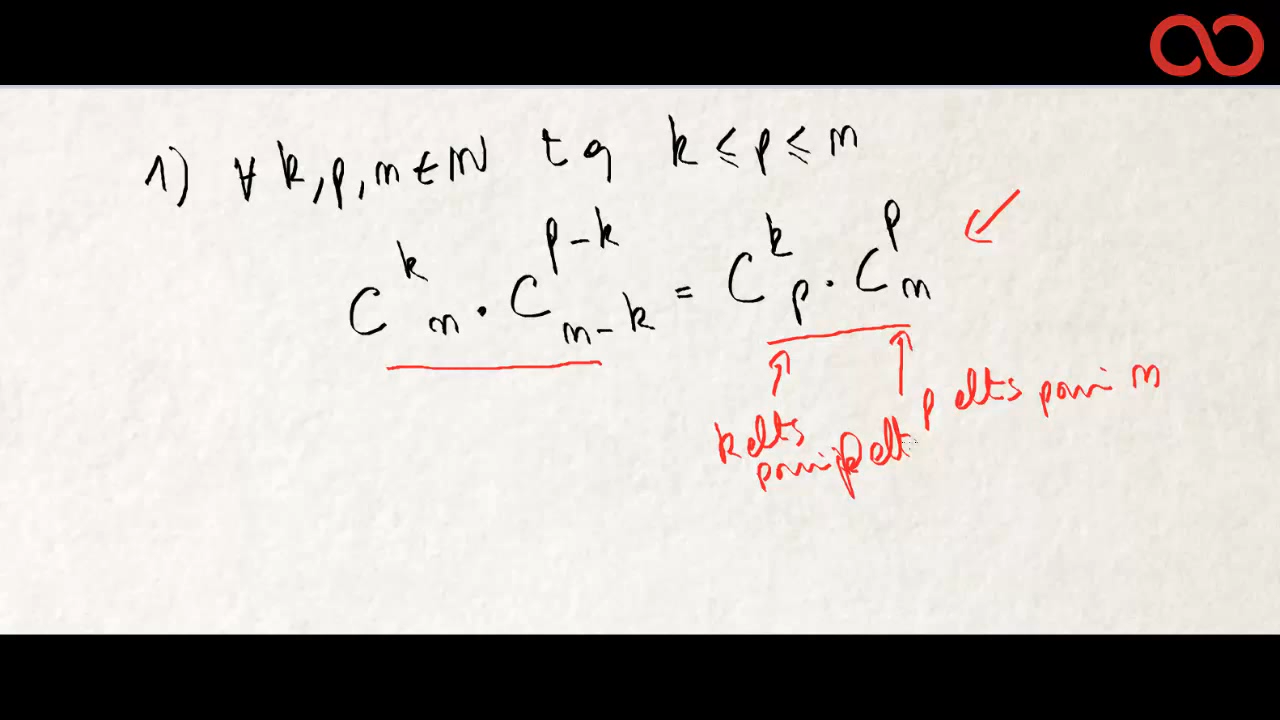 1) ∀ k, p, n ∈ ℕ tq k ≤ p ≤ n
C^k_n · C^{p-k}_{n-k} = C^k_p · C^p_n
p elts parmi n
k elts
parmi p elt